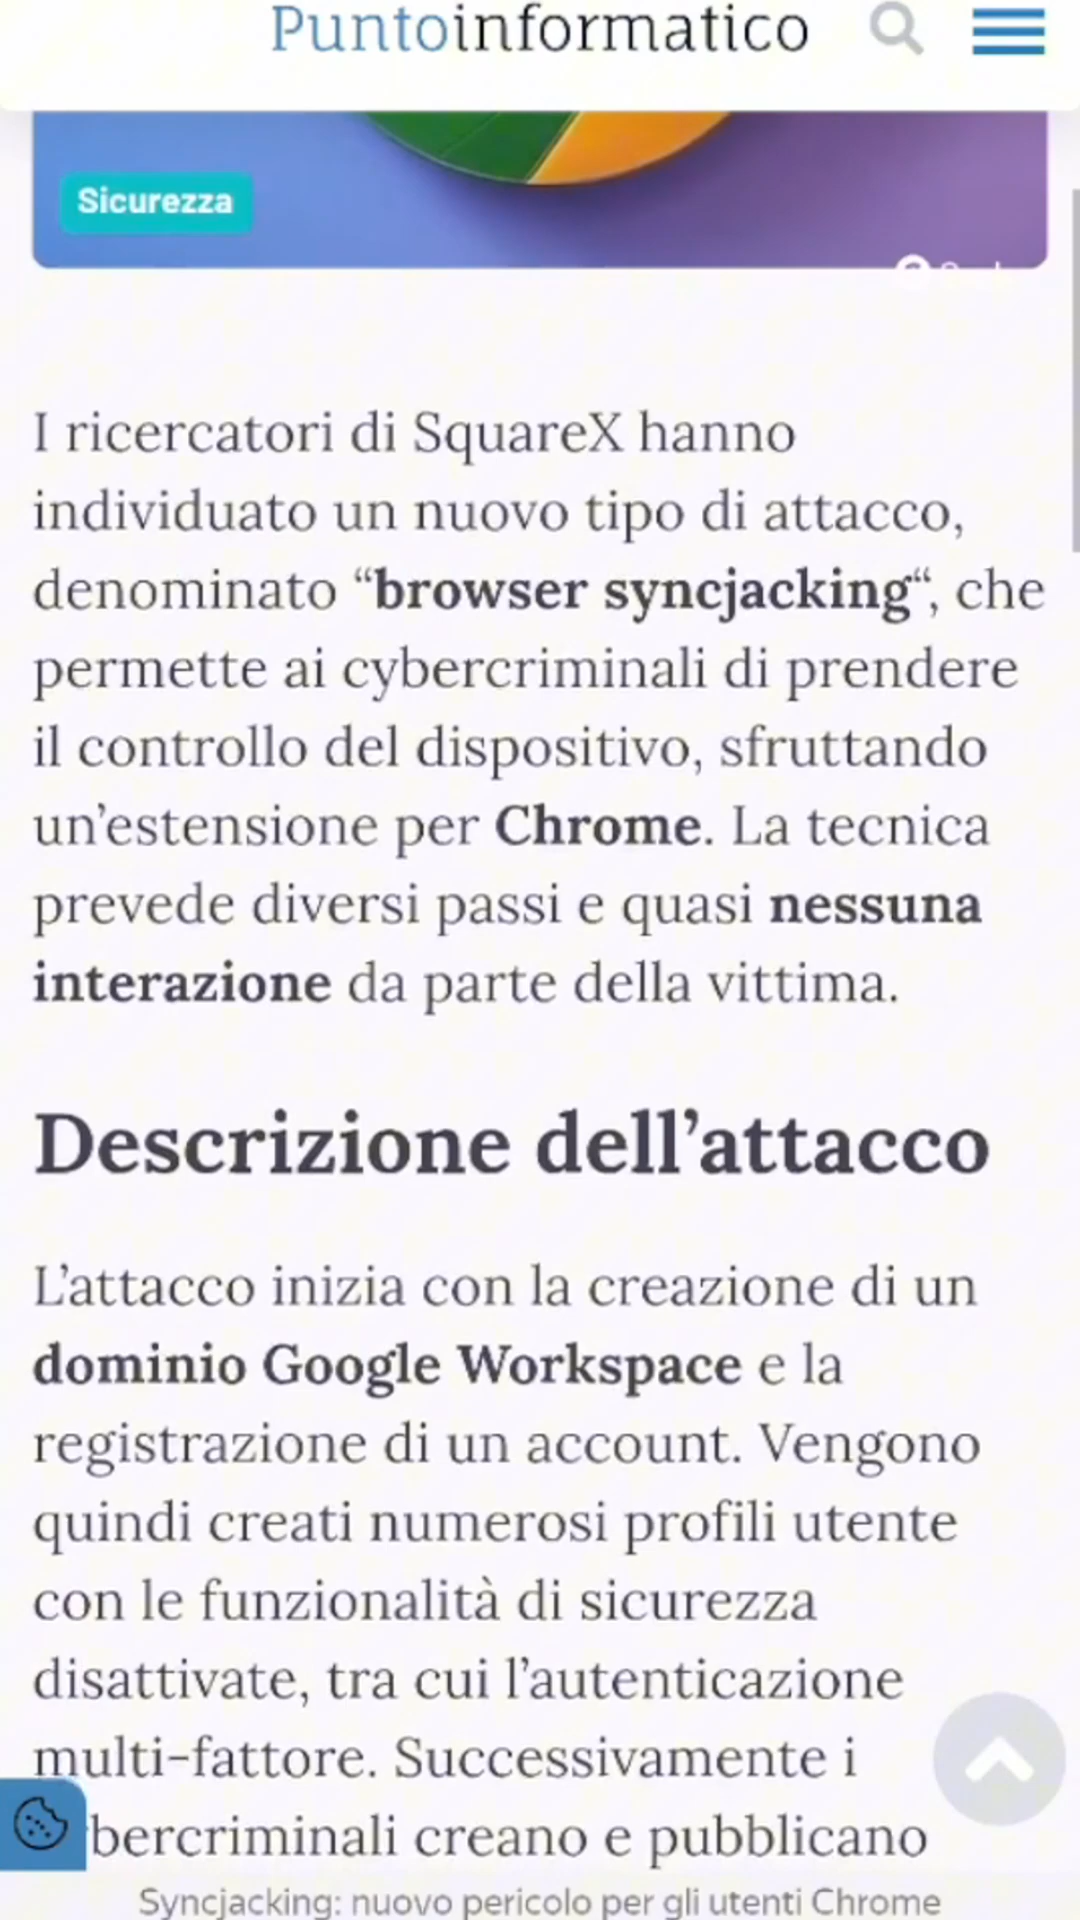 Puntoinformatico
Sicurezza
I ricercatori di SquareX hanno
individuato un nuovo tipo di attacco,
denominato “browser syncjacking“, che
permette ai cybercriminali di prendere
il controllo del dispositivo, sfruttando
un’estensione per Chrome. La tecnica
prevede diversi passi e quasi nessuna
interazione da parte della vittima.
Descrizione dell’attacco
L’attacco inizia con la creazione di un
dominio Google Workspace e la
registrazione di un account. Vengono
quindi creati numerosi profili utente
con le funzionalità di sicurezza
disattivate, tra cui l’autenticazione
multi-fattore. Successivamente i
bercriminali creano e pubblicano
Syncjacking: nuovo pericolo per gli utenti Chrome